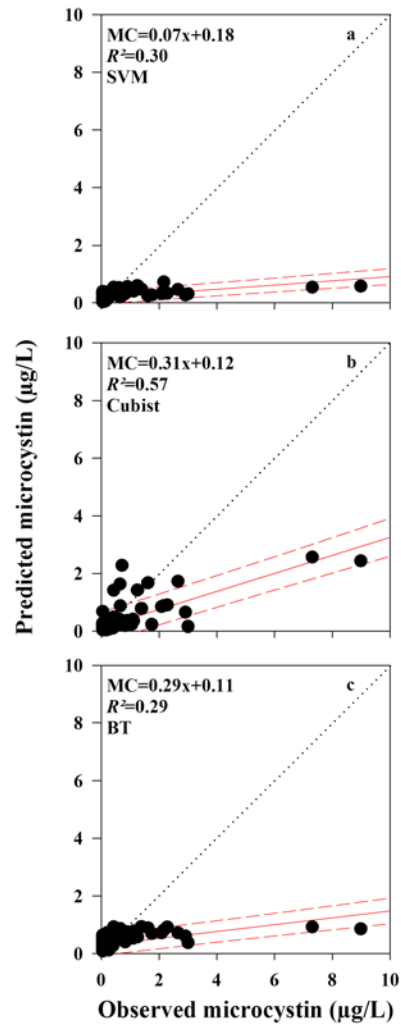 MC=0.07x+0.18 a
R²=0.30
SVM
10
8
6
4
2
0
MC=0.31x+0.12 b
R²=0.57
Cubist
10
8
6
4
2
0
Predicted microcystin (µg/L)
MC=0.29x+0.11 c
R²=0.29
BT
10
8
6
4
2
0
0 2 4 6 8 10
Observed microcystin (µg/L)